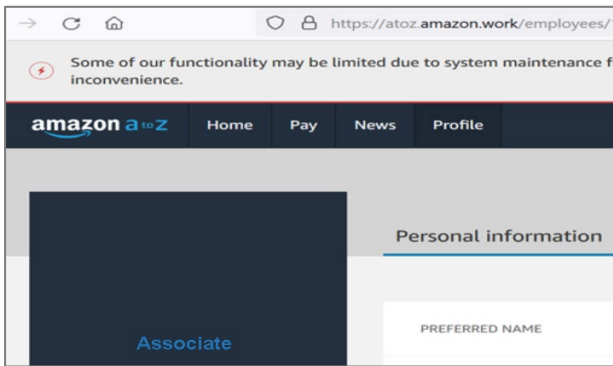 https://atoz.amazon.work/employees/
Some of our functionality may be limited due to system maintenance f
inconvenience.
amazon a to z Home Pay News Profile
Personal information
Associate
PREFERRED NAME